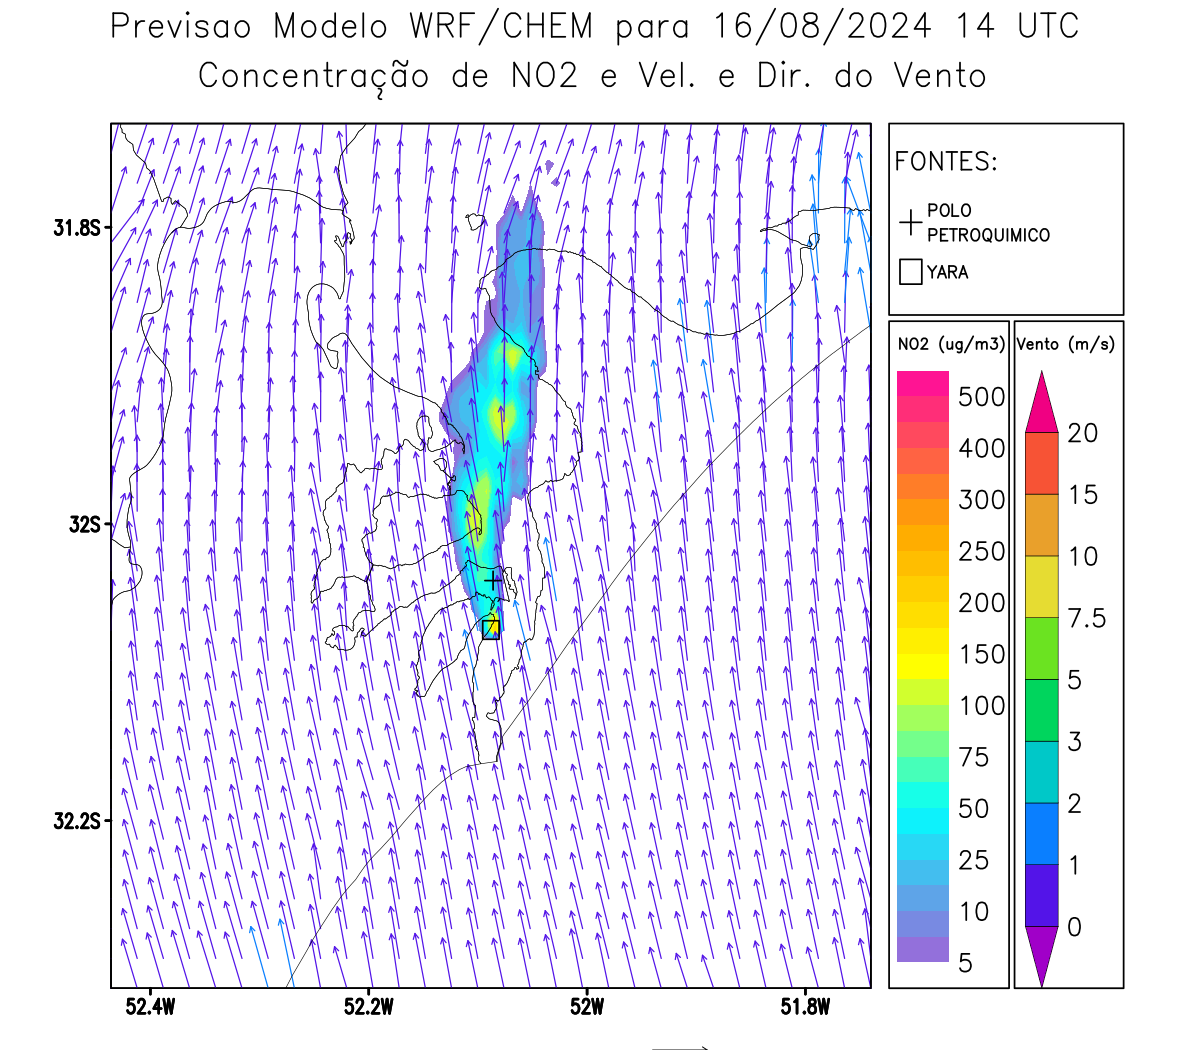 Previsao Modelo WRF/CHEM para 16/08/2024 14 UTC
Concentração de NO2 e Vel. e Dir. do Vento
FONTES:
POLO
PETROQUIMICO
YARA
NO2 (ug/m3)
500
400
300
250
200
150
100
75
50
25
10
5
Vento (m/s)
20
15
10
7.5
5
3
2
1
0
31.8S
32S
32.2S
52.4W
52.2W
52W
51.8W